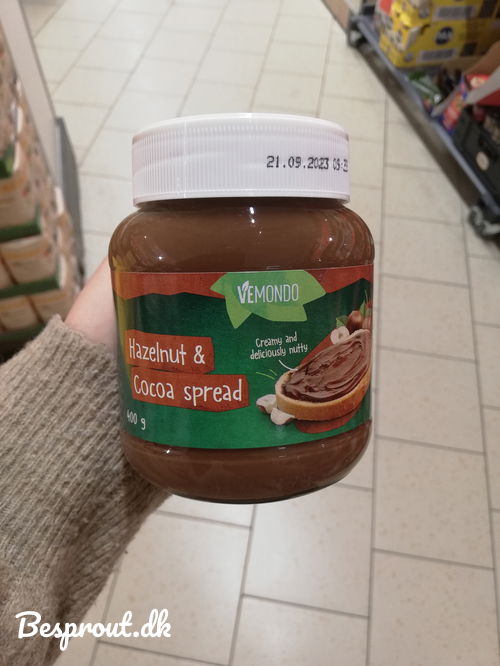 21.09.2023
VEMONDO
Creamy and
deliciously nutty
Hazelnut &
Cocoa spread
400 g
Besprout.dk